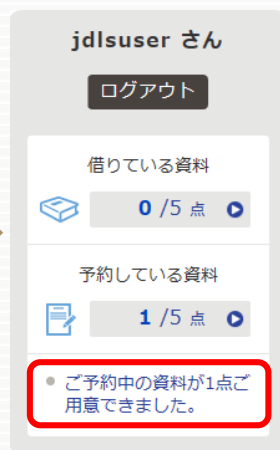 jdlsuser さん
ログアウト
借りている資料
0 /5 点
予約している資料
1 /5 点
ご予約中の資料が1点ご
用意できました。